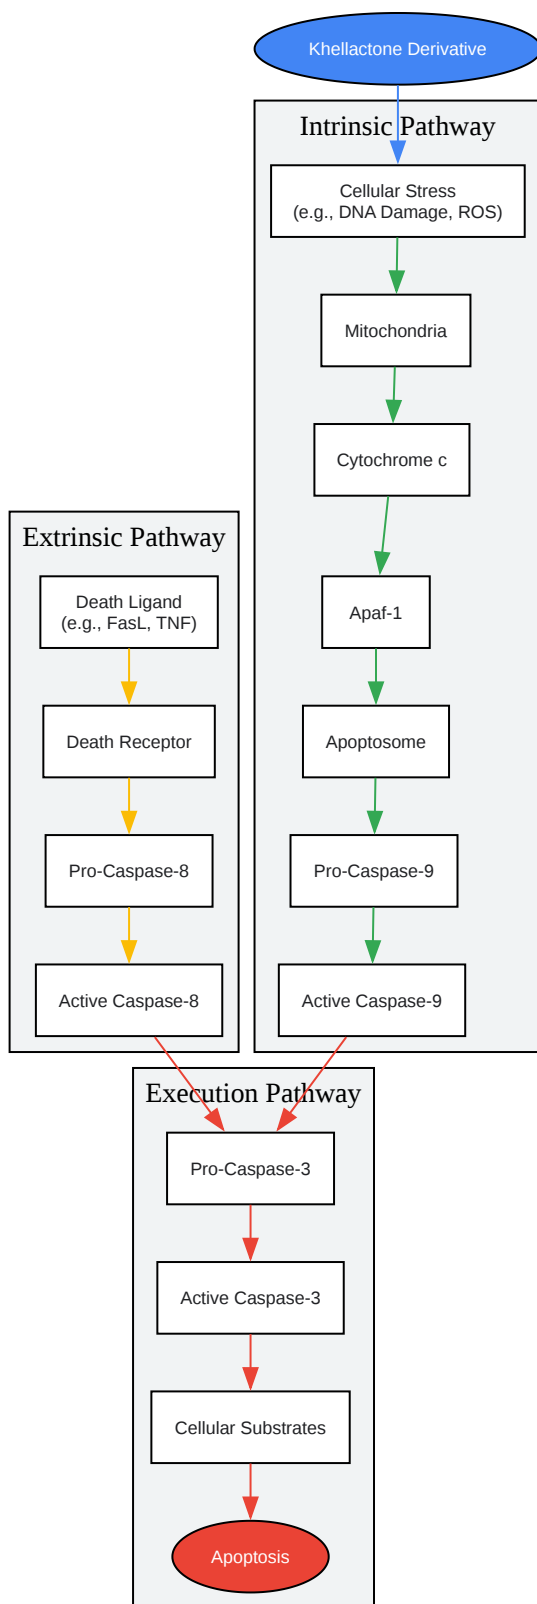 Khellactone Derivative
Intrinsic Pathway
Cellular Stress
(e.g., DNA Damage, ROS)
Mitochondria
Cytochrome c
Extrinsic Pathway
Death Ligand
(e.g., FasL, TNF)
Apaf-1
Death Receptor
Apoptosome
Pro-Caspase-8
Pro-Caspase-9
Active Caspase-8
Active Caspase-9
Execution Pathway
Pro-Caspase-3
Active Caspase-3
Cellular Substrates
Apoptosis